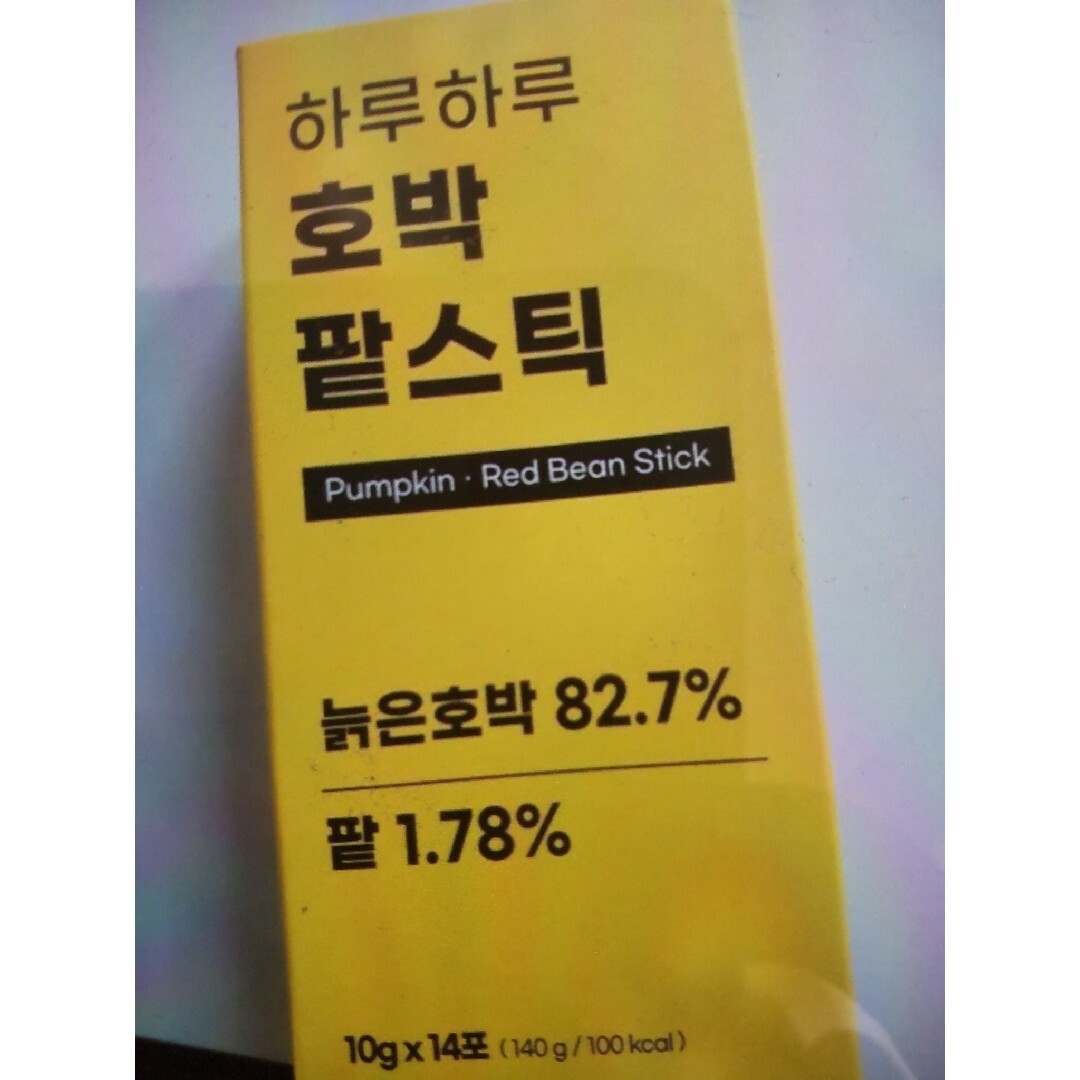 하루하루
호박
팥스틱
Pumpkin · Red Bean Stick
늙은호박 82.7%
팥 1.78%
10g x 14포 ( 140 g / 100 kcal )